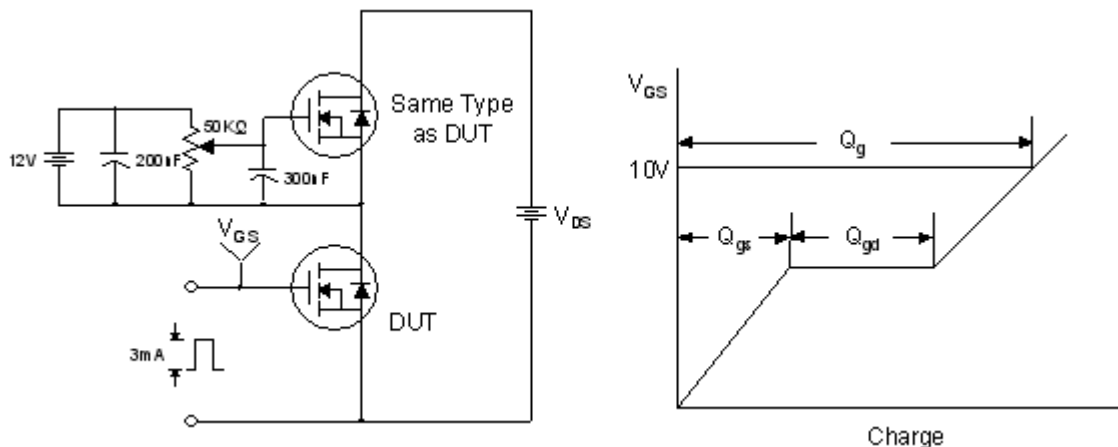 Same Type
as DUT
50KΩ
12V
200nF
300nF
VGS
VDS
DUT
3mA
VGS
Qg
10V
Qgs
Qgd
Charge